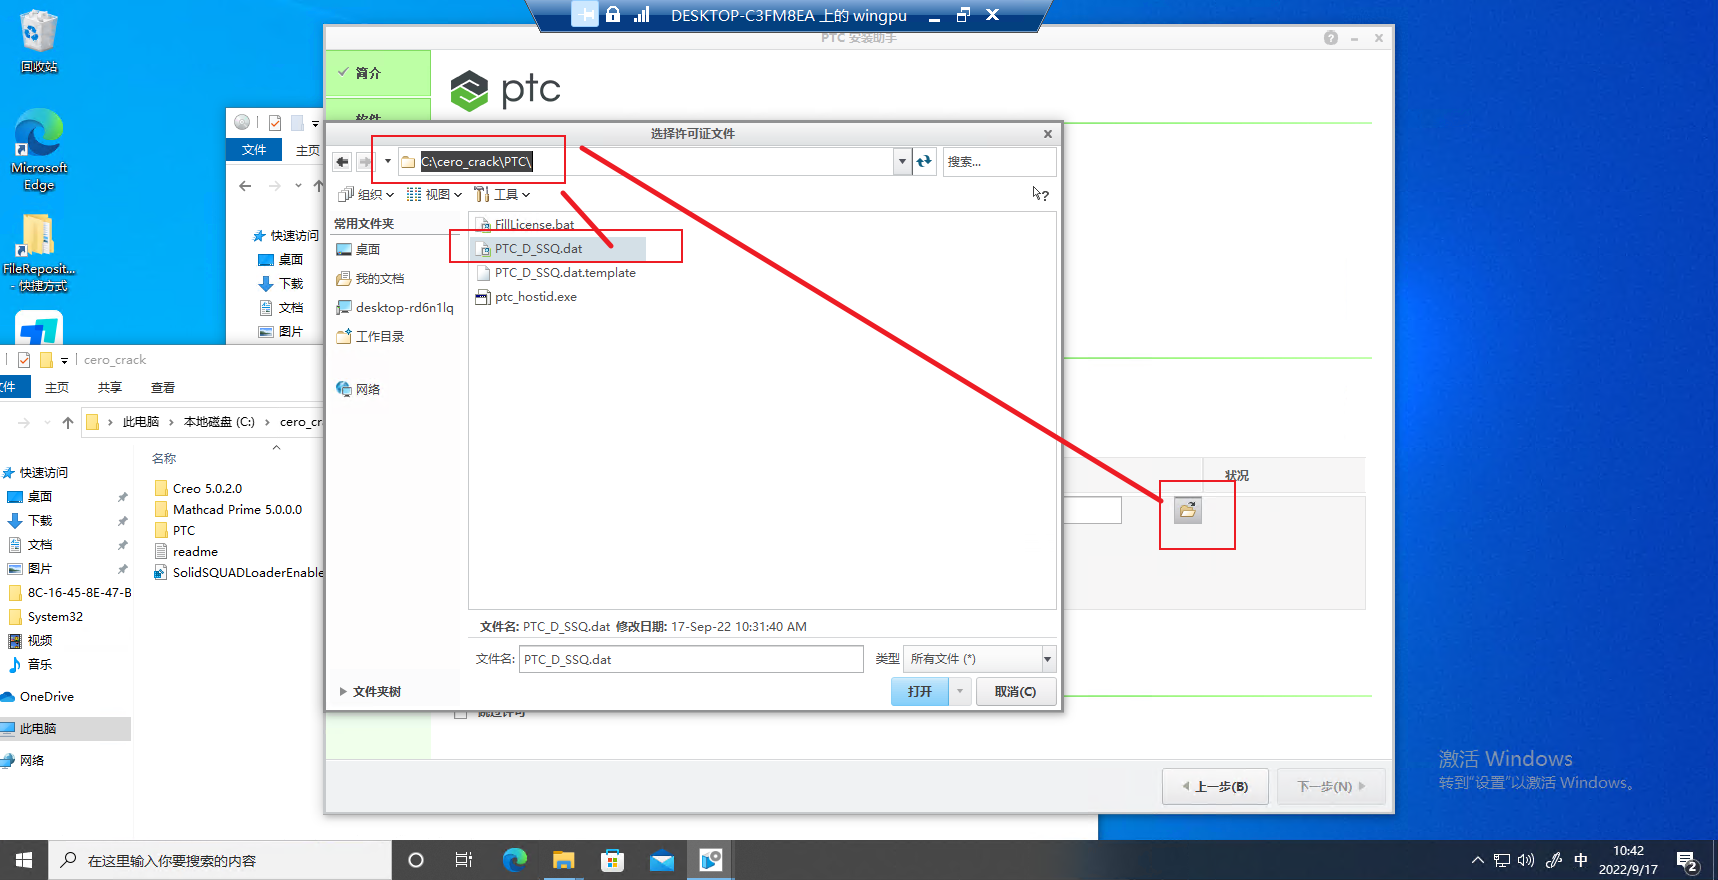 DESKTOP-C3FM8EA 上的 wingpu
回收站
Microsoft
Edge
FileReposit...
- 快捷方式
PTC 安装助手
简介
软件
ptc
文件
主页
快速访问
桌面
下载
文档
图片
选择许可证文件
C:\cero_crack\PTC\
搜索...
组织
视图
工具
常用文件夹
桌面
我的文档
desktop-rd6n1lq
工作目录
网络
FillLicense.bat
PTC_D_SSQ.dat
PTC_D_SSQ.dat.template
ptc_hostid.exe
文件名: PTC_D_SSQ.dat 修改日期: 17-Sep-22 10:31:40 AM
文件名: PTC_D_SSQ.dat
类型 所有文件 (*)
文件夹树
打开
取消(C)
状况
跳过许可
上一步(B)
下一步(N)
cero_crack
文件
主页
共享
查看
此电脑
本地磁盘 (C:)
名称
快速访问
桌面
下载
文档
图片
8C-16-45-8E-47-B
System32
视频
音乐
OneDrive
此电脑
网络
Creo 5.0.2.0
Mathcad Prime 5.0.0.0
PTC
readme
SolidSQUADLoaderEnable
激活 Windows
转到"设置"以激活 Windows。
在这里输入你要搜索的内容
中
10:42
2022/9/17
2